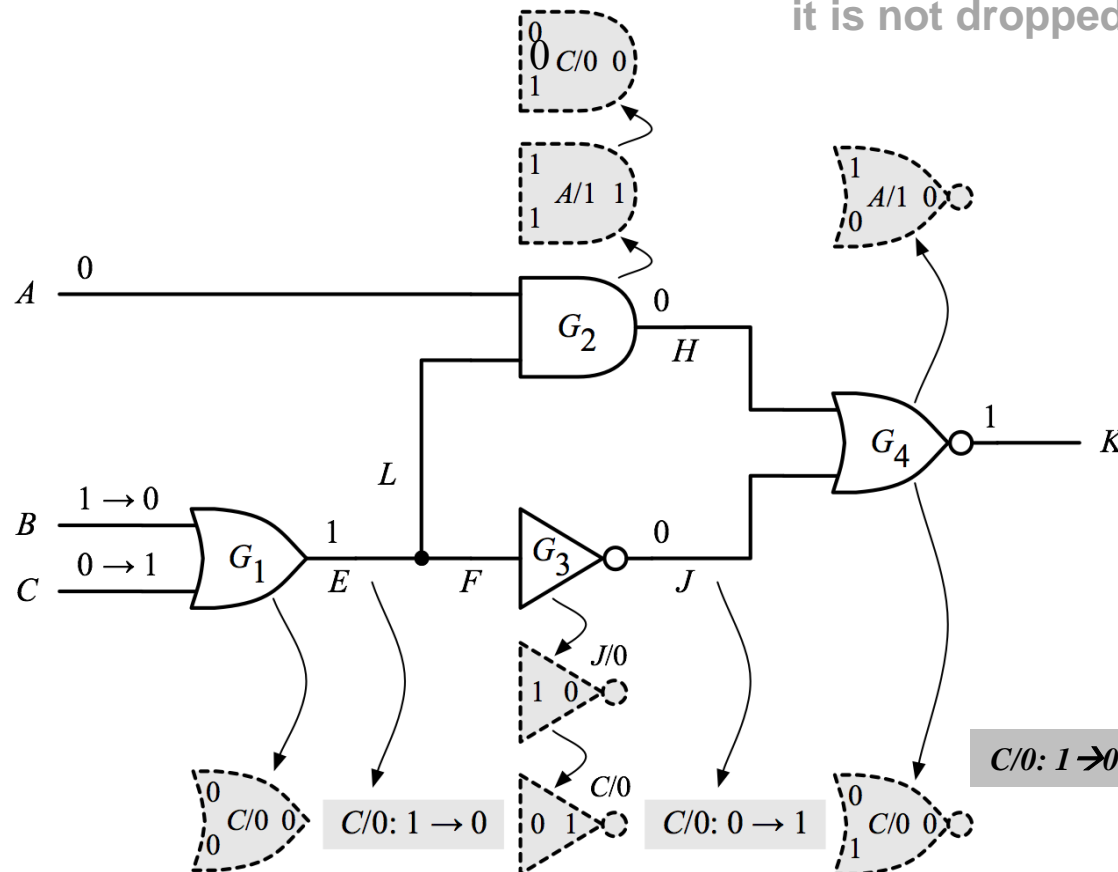 it is not dropped
0
0 C/0 0
1
1
A/1 1
1
1
A/1 0
0
A 0
G2
0
H
G4
1
K
L
B 1 → 0
C 0 → 1
G1
1
E
F
G3
0
J
J/0
1 0
C/0: 1→0
0
C/0 0
0
C/0: 1 → 0
C/0
0 1
C/0: 0 → 1
0
C/0 0
1